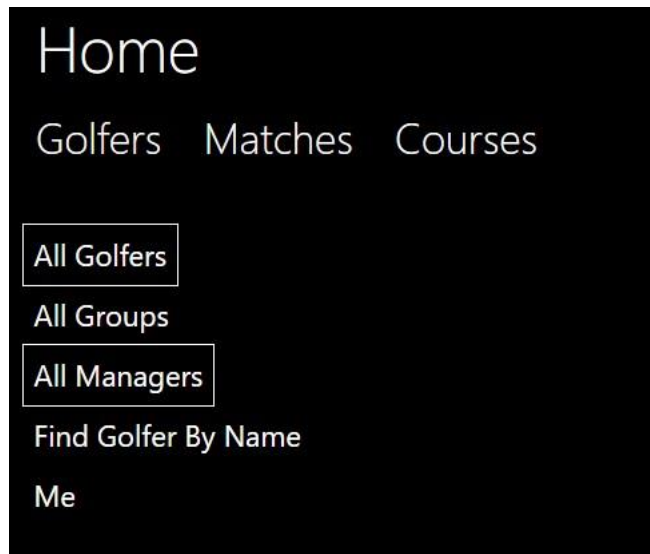 Home
Golfers Matches Courses
All Golfers
All Groups
All Managers
Find Golfer By Name
Me